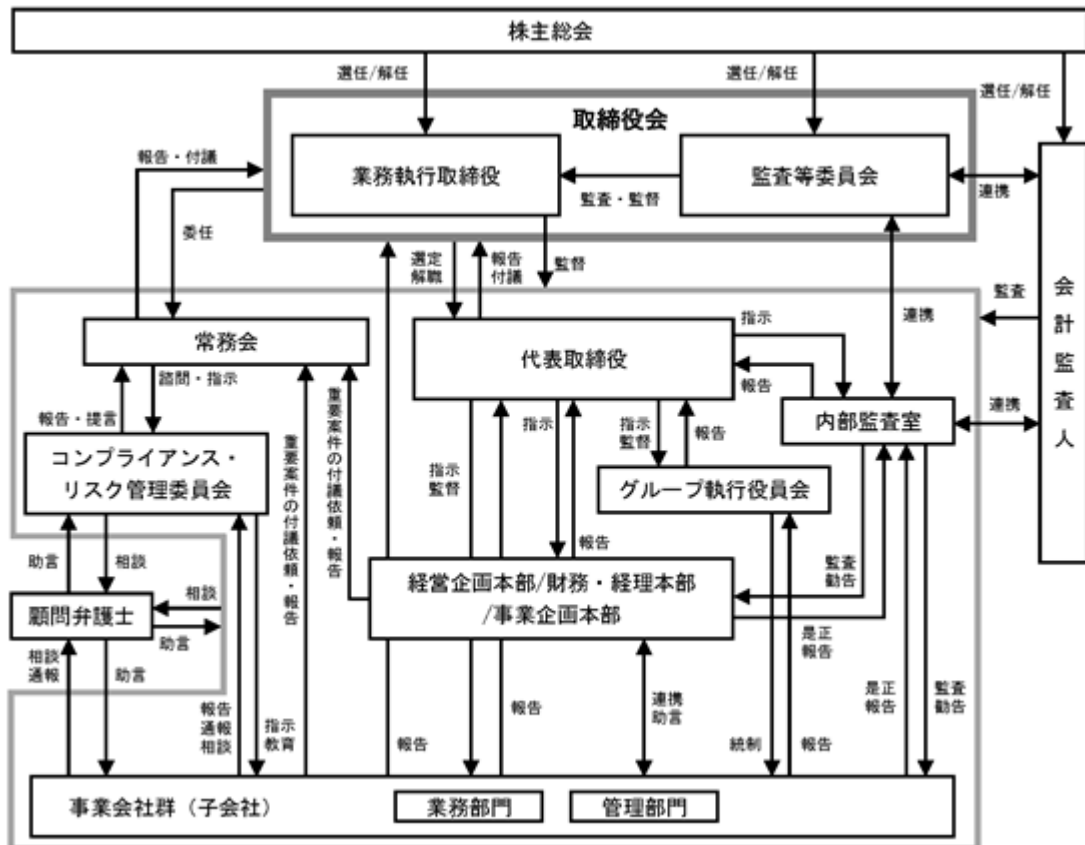 株主総会
選任/解任
選任/解任
選任/解任
取締役会
業務執行取締役
監査等委員会
監査・監督
連携
報告・付議
委任
選定
解職
報告
付議
監督
会計監査人
監査
連携
常務会
代表取締役
指示
報告
内部監査室
連携
諮問・指示
報告・提言
コンプライアンス・
リスク管理委員会
重要案件の付議依頼・報告
重要案件の付議依頼・報告
指示
監督
指示
報告
指示
監督
報告
グループ執行役員会
助言
相談
顧問弁護士
相談
助言
経営企画本部/財務・経理本部
/事業企画本部
監査
勧告
是正
報告
相談
通報
助言
報告
通報
相談
指示
教育
報告
報告
連携
助言
統制
報告
是正
報告
監査
勧告
事業会社群(子会社)
業務部門
管理部門